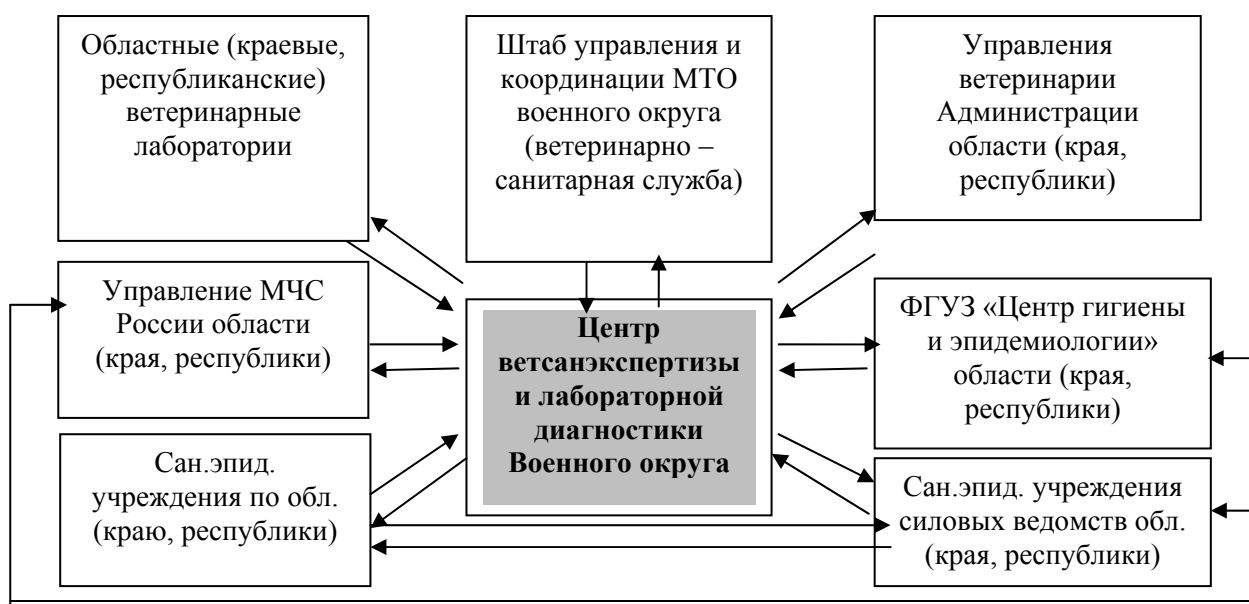 Областные (краевые,
республиканские)
ветеринарные
лаборатории
Штаб управления и
координации МТО
военного округа
(ветеринарно –
санитарная служба)
Управления
ветеринарии
Администрации
области (края,
республики)
Управление МЧС
России области
(края, республики)
Центр
ветсанэкспертизы
и лабораторной
диагностики
Военного округа
ФГУЗ «Центр гигиены
и эпидемиологии»
области (края,
республики)
Сан.эпид.
учреждения по обл.
(краю, республики)
Сан.эпид. учреждения
силовых ведомств обл.
(края, республики)